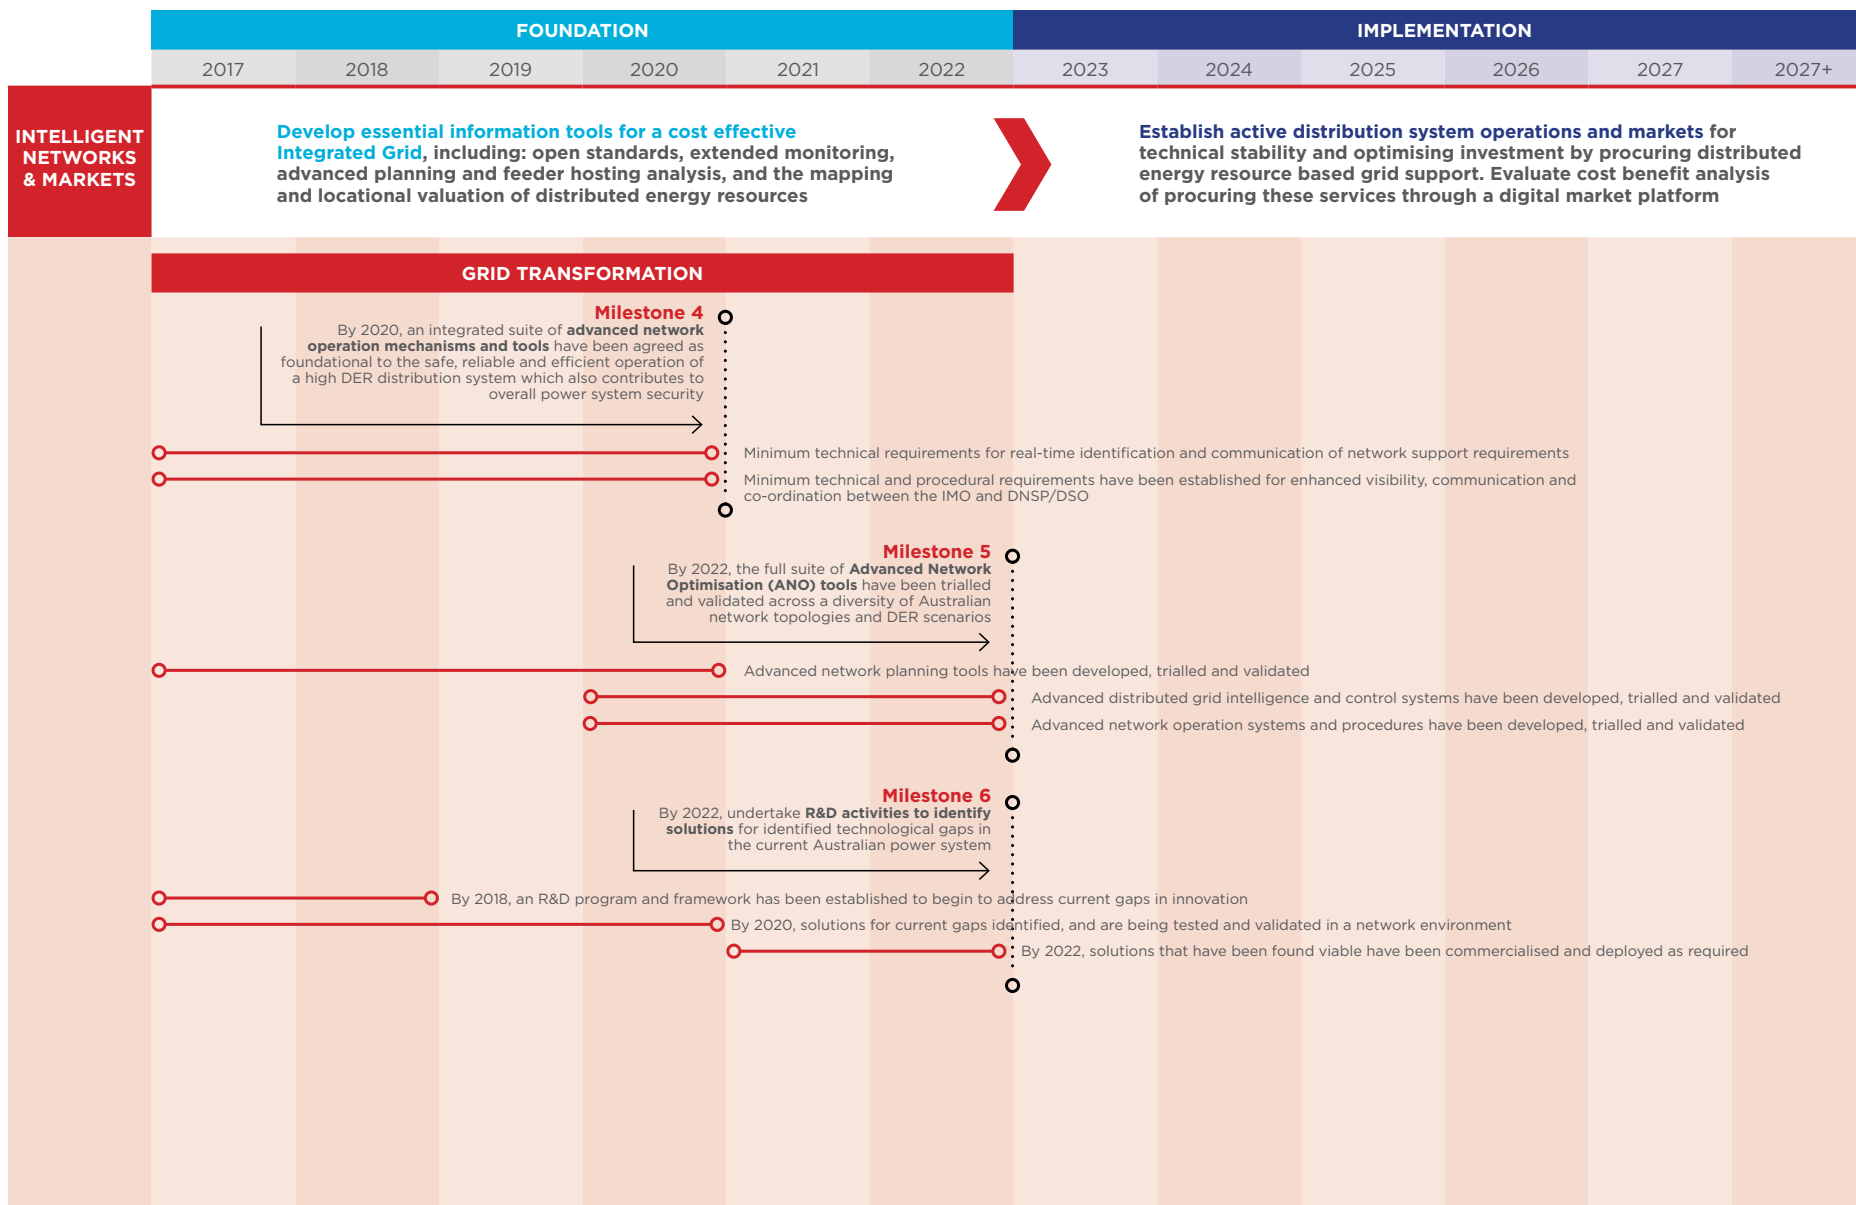 FOUNDATION
IMPLEMENTATION
2017
2018
2019
2020
2021
2022
2023
2024
2025
2026
2027
2027+
INTELLIGENT
NETWORKS
& MARKETS
Develop essential information tools for a cost effective
Integrated Grid, including: open standards, extended monitoring,
advanced planning and feeder hosting analysis, and the mapping
and locational valuation of distributed energy resources
Establish active distribution system operations and markets for
technical stability and optimising investment by procuring distributed
energy resource based grid support. Evaluate cost benefit analysis
of procuring these services through a digital market platform
GRID TRANSFORMATION
Milestone 4
By 2020, an integrated suite of advanced network
operation mechanisms and tools have been agreed as
foundational to the safe, reliable and efficient operation of
a high DER distribution system which also contributes to
overall power system security
Minimum technical requirements for real-time identification and communication of network support requirements
Minimum technical and procedural requirements have been established for enhanced visibility, communication and
co-ordination between the IMO and DNSP/DSO
Milestone 5
By 2022, the full suite of Advanced Network
Optimisation (ANO) tools have been trialled
and validated across a diversity of Australian
network topologies and DER scenarios
Advanced network planning tools have been developed, trialled and validated
Advanced distributed grid intelligence and control systems have been developed, trialled and validated
Advanced network operation systems and procedures have been developed, trialled and validated
Milestone 6
By 2022, undertake R&D activities to identify
solutions for identified technological gaps in
the current Australian power system
By 2018, an R&D program and framework has been established to begin to address current gaps in innovation
By 2020, solutions for current gaps identified, and are being tested and validated in a network environment
By 2022, solutions that have been found viable have been commercialised and deployed as required